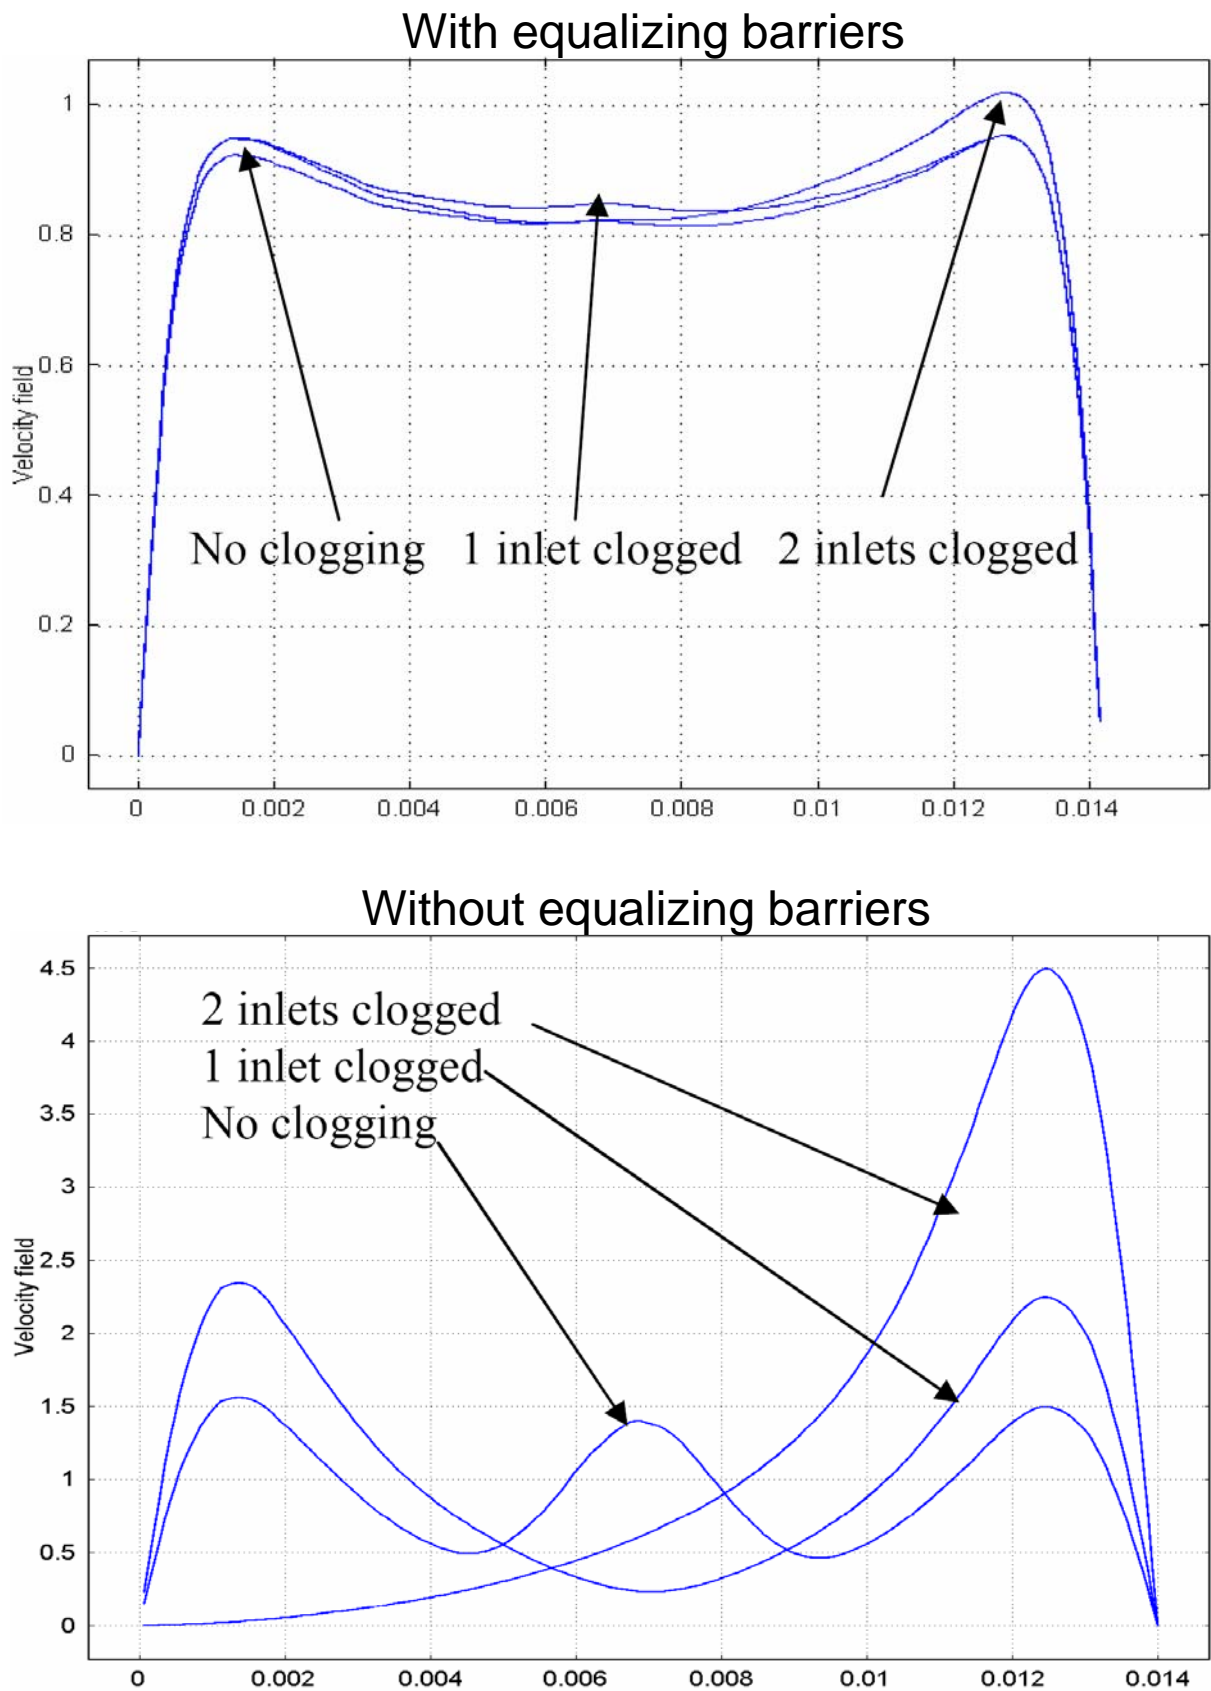 With equalizing barriers
1
0.8
0.6
0.4
0.2
0
Velocity field
No clogging 1 inlet clogged 2 inlets clogged
0 0.002 0.004 0.006 0.008 0.01 0.012 0.014
Without equalizing barriers
4.5
4
3.5
3
2.5
2
1.5
1
0.5
0
Velocity field
2 inlets clogged
1 inlet clogged
No clogging
0 0.002 0.004 0.006 0.008 0.01 0.012 0.014